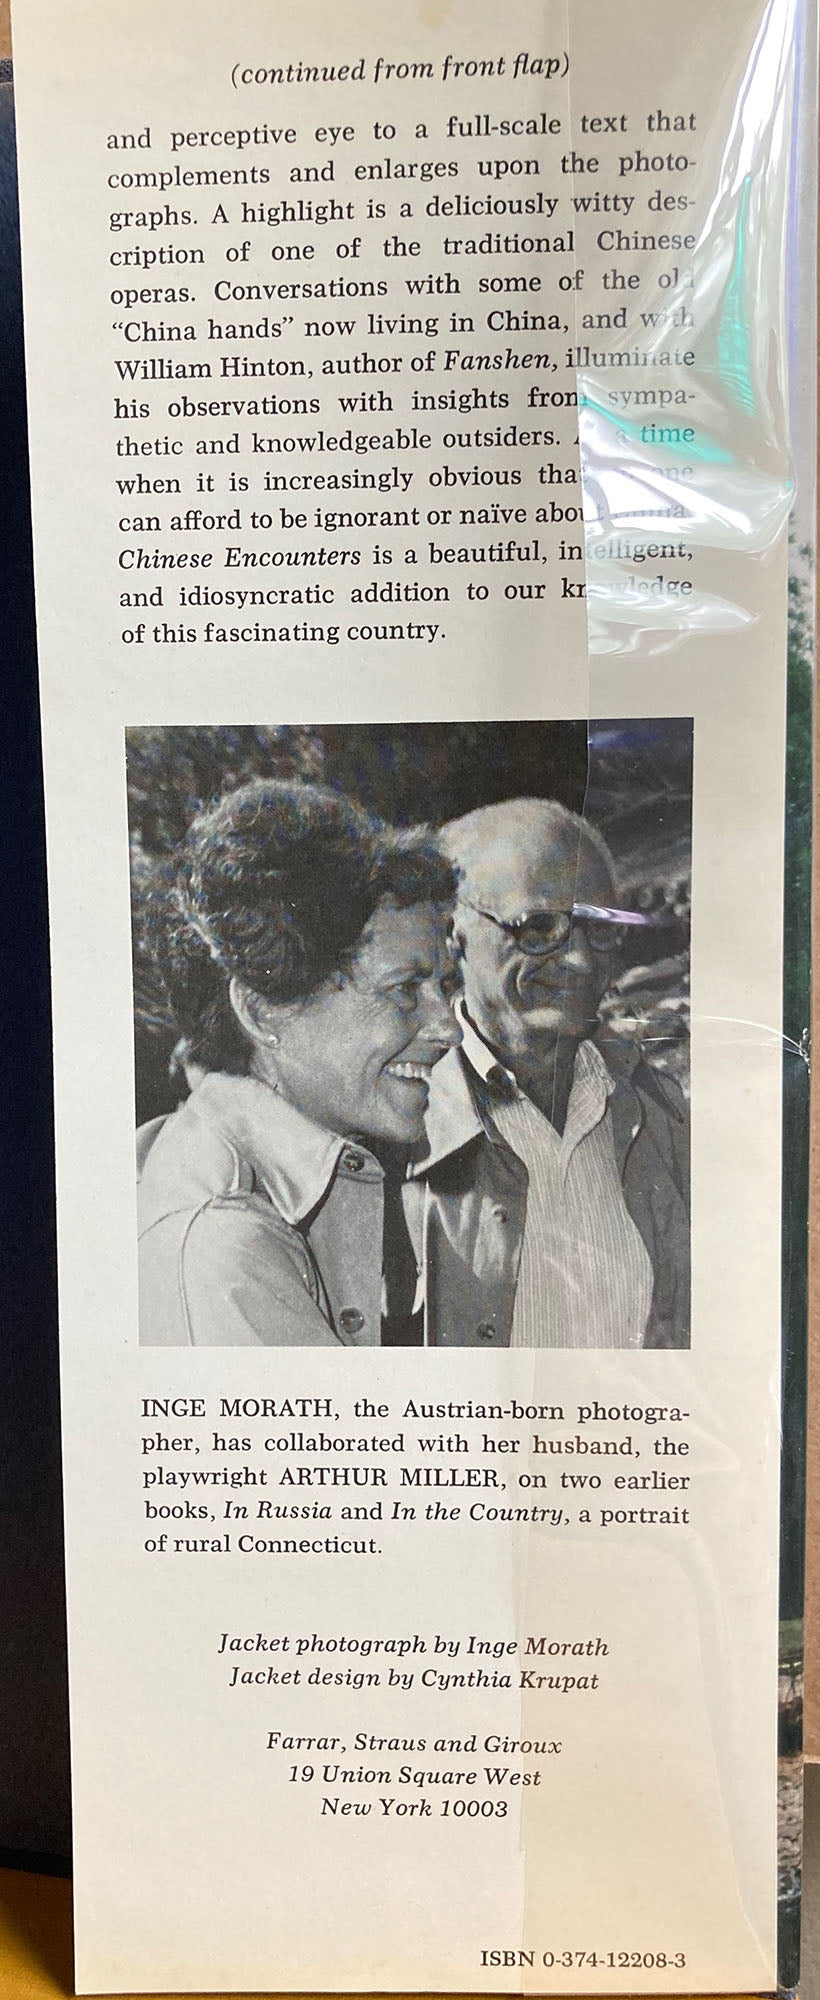 (continued from front flap)
and perceptive eye to a full-scale text that
complements and enlarges upon the photo-
graphs. A highlight is a deliciously witty des-
cription of one of the traditional Chinese
operas. Conversations with some of the old
“China hands” now living in China, and with
William Hinton, author of Fanshen, illuminate
his observations with insights from sympa-
thetic and knowledgeable outsiders. time
when it is increasingly obvious that
can afford to be ignorant or naïve about
Chinese Encounters is a beautiful, intelligent,
and idiosyncratic addition to our knowledge
of this fascinating country.
INGE MORATH, the Austrian-born photogra-
pher, has collaborated with her husband, the
playwright ARTHUR MILLER, on two earlier
books, In Russia and In the Country, a portrait
of rural Connecticut.
Jacket photograph by Inge Morath
Jacket design by Cynthia Krupat
Farrar, Straus and Giroux
19 Union Square West
New York 10003
ISBN 0-374-12208-3